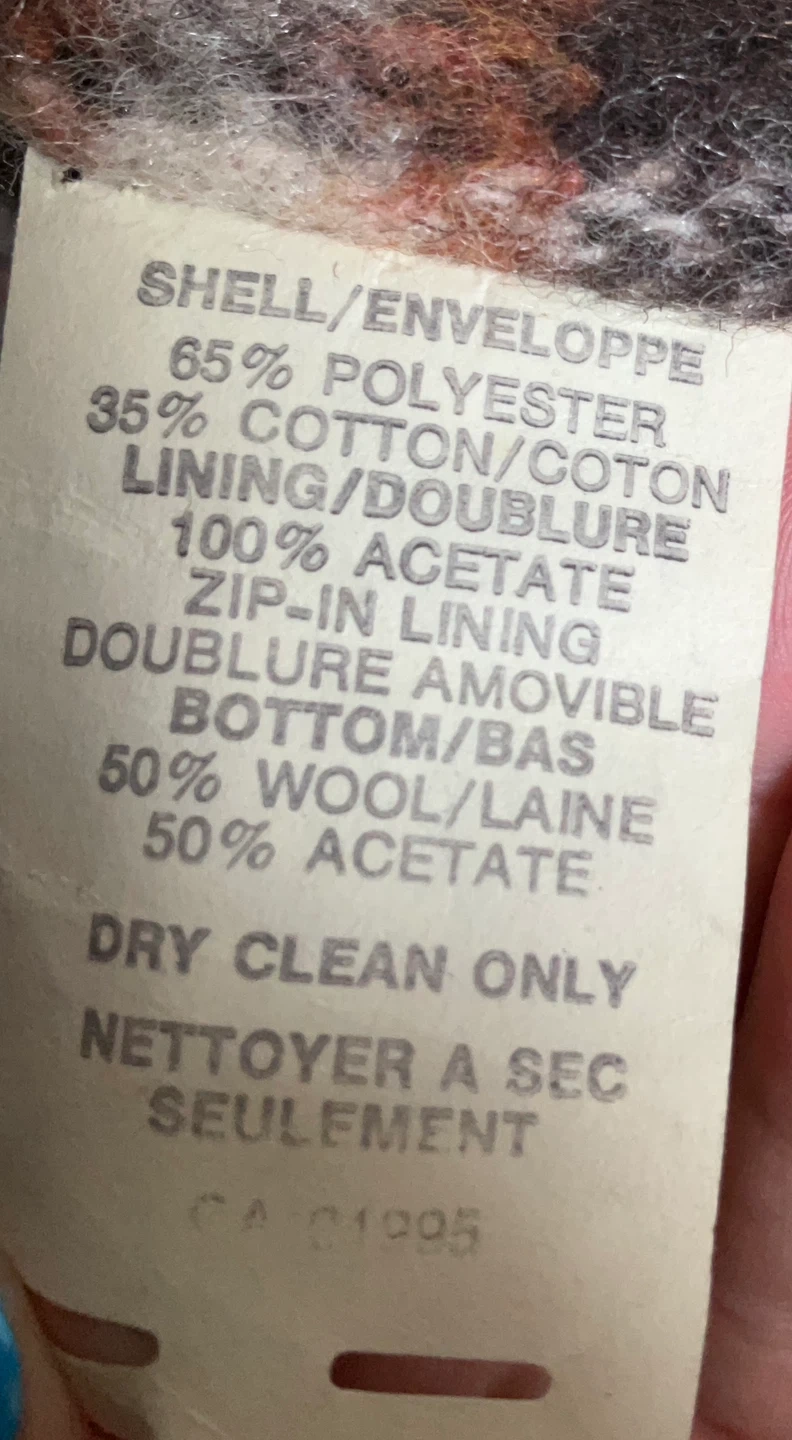 SHELL/ENVELOPPE
65% POLYESTER
35% COTTON/COTON
LINING/DOUBLURE
100% ACETATE
ZIP-IN LINING
DOUBLURE AMOVIBLE
BOTTOM/BAS
50% WOOL/LAINE
50% ACETATE
DRY CLEAN ONLY
NETTOYER A SEC
SEULEMENT
CA